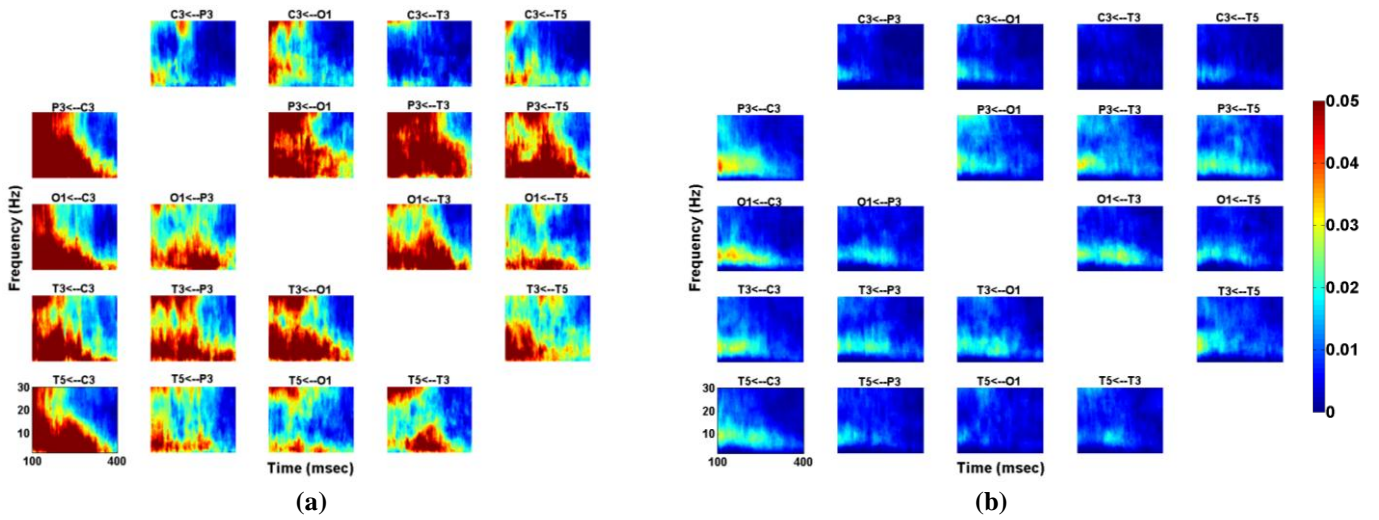 C3<--P3 C3<--O1 C3<--T3 C3<--T5
P3<--C3 P3<--O1 P3<--T3 P3<--T5
O1<--C3 O1<--P3 O1<--T3 O1<--T5
T3<--C3 T3<--P3 T3<--O1 T3<--T5
T5<--C3 T5<--P3 T5<--O1 T5<--T3
Frequency (Hz)
30
20
10
100 400
Time (msec)
(a)
C3<--P3 C3<--O1 C3<--T3 C3<--T5
P3<--C3 P3<--O1 P3<--T3 P3<--T5
O1<--C3 O1<--P3 O1<--T3 O1<--T5
T3<--C3 T3<--P3 T3<--O1 T3<--T5
T5<--C3 T5<--P3 T5<--O1 T5<--T3
Frequency (Hz)
30
20
10
100 400
Time (msec)
0.05
0.04
0.03
0.02
0.01
0
(b)